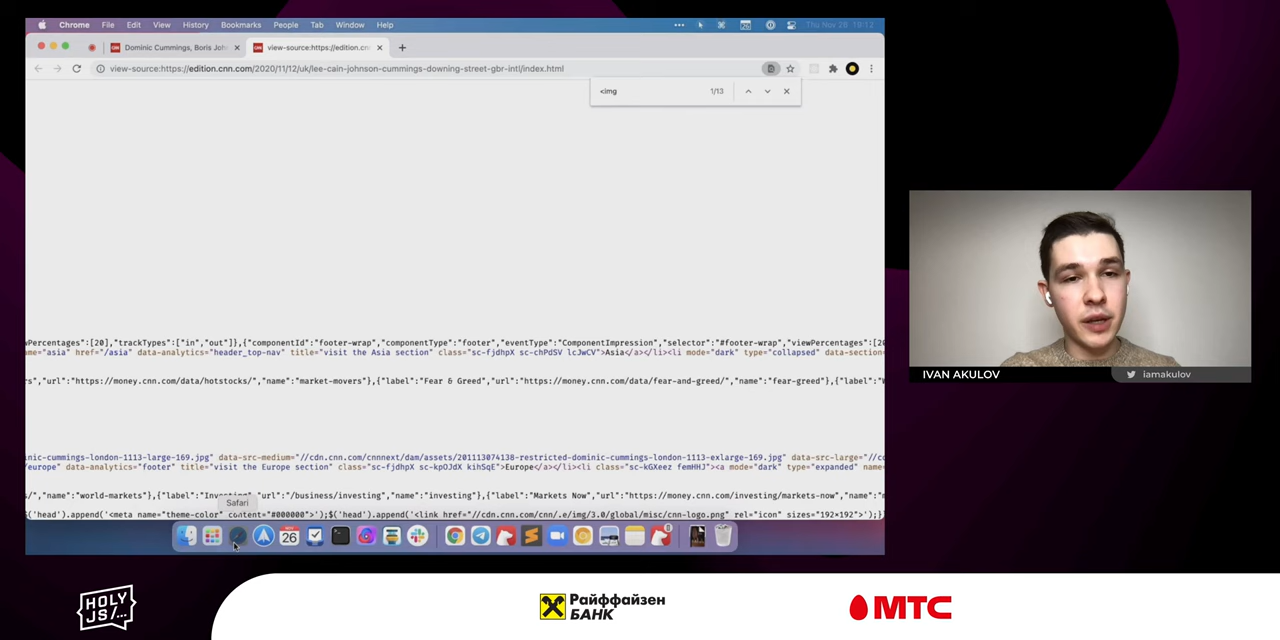 Chrome File Edit View History Bookmarks People Tab Window Help
Thu Nov 26 18:12
Dominic Cummings, Boris Joh
view-source:https://edition.cnn
view-source:https://edition.cnn.com/2020/11/12/uk/lee-cain-johnson-cummings-downing-street-gbr-intl/index.html
<img 1/13
wPercentages":[20],"trackTypes":["in","out"]},{"componentId":"footer-wrap","componentType":"footer","eventType":"ComponentImpression","selector":"#footer-wrap","viewPercentages":[20
ame="asia" href="/asia" data-analytics="header_top-nav" title="visit the Asia section" class="sc-fjdhpX sc-chPdSV lcJwCV">Asia</a></li><li mode="dark" type="collapsed" data-section:
rs","url":"https://money.cnn.com/data/hotstocks/","name":"market-movers"},{"label":"Fear & Greed","url":"https://money.cnn.com/data/fear-and-greed/","name":"fear-greed"},{"label":"
inic-cummings-london-1113-large-169.jpg" data-src-medium="//cdn.cnn.com/cnnnext/dam/assets/201113074138-restricted-dominic-cummings-london-1113-exlarge-169.jpg" data-src-large="//c
/europe" data-analytics="footer" title="visit the Europe section" class="sc-fjdhpX sc-kpOJdX kihSqE">Europe</a></li><li class="sc-kGXeez femHHJ"><a mode="dark" type="expanded" name
/","name":"world-markets"},{"label":"Investing","url":"/business/investing","name":"investing"},{"label":"Markets Now","url":"https://money.cnn.com/investing/markets-now","name":"m
$('head').append('<meta name="theme-color" content="#000000">');$('head').append('<link href="//cdn.cnn.com/cnn/.e/img/3.0/global/misc/cnn-logo.png" rel="icon" sizes="192×192">');}
Safari
NOV
26
IVAN AKULOV
iamakulov
HOLY
JS/...
Райффайзен
БАНК
МТС